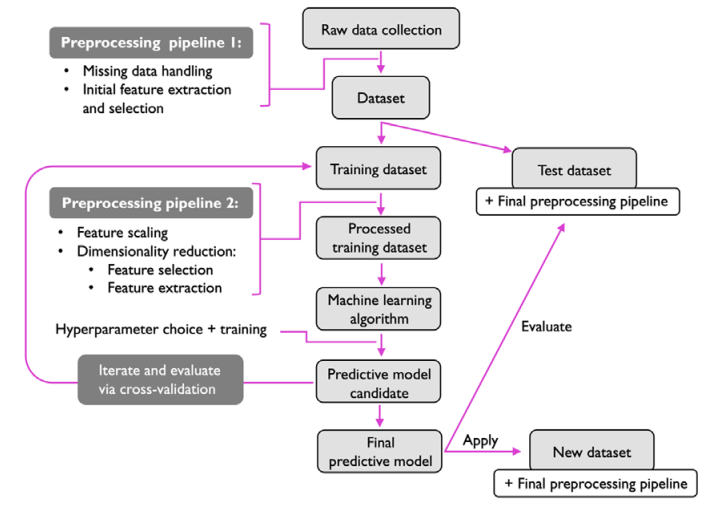 Raw data collection
Preprocessing pipeline 1:
• Missing data handling
• Initial feature extraction
and selection
Dataset
Training dataset
Test dataset
+ Final preprocessing pipeline
Preprocessing pipeline 2:
• Feature scaling
• Dimensionality reduction:
• Feature selection
• Feature extraction
Processed
training dataset
Machine learning
algorithm
Hyperparameter choice + training
Evaluate
Iterate and evaluate
via cross-validation
Predictive model
candidate
Final
predictive model
Apply
New dataset
+ Final preprocessing pipeline